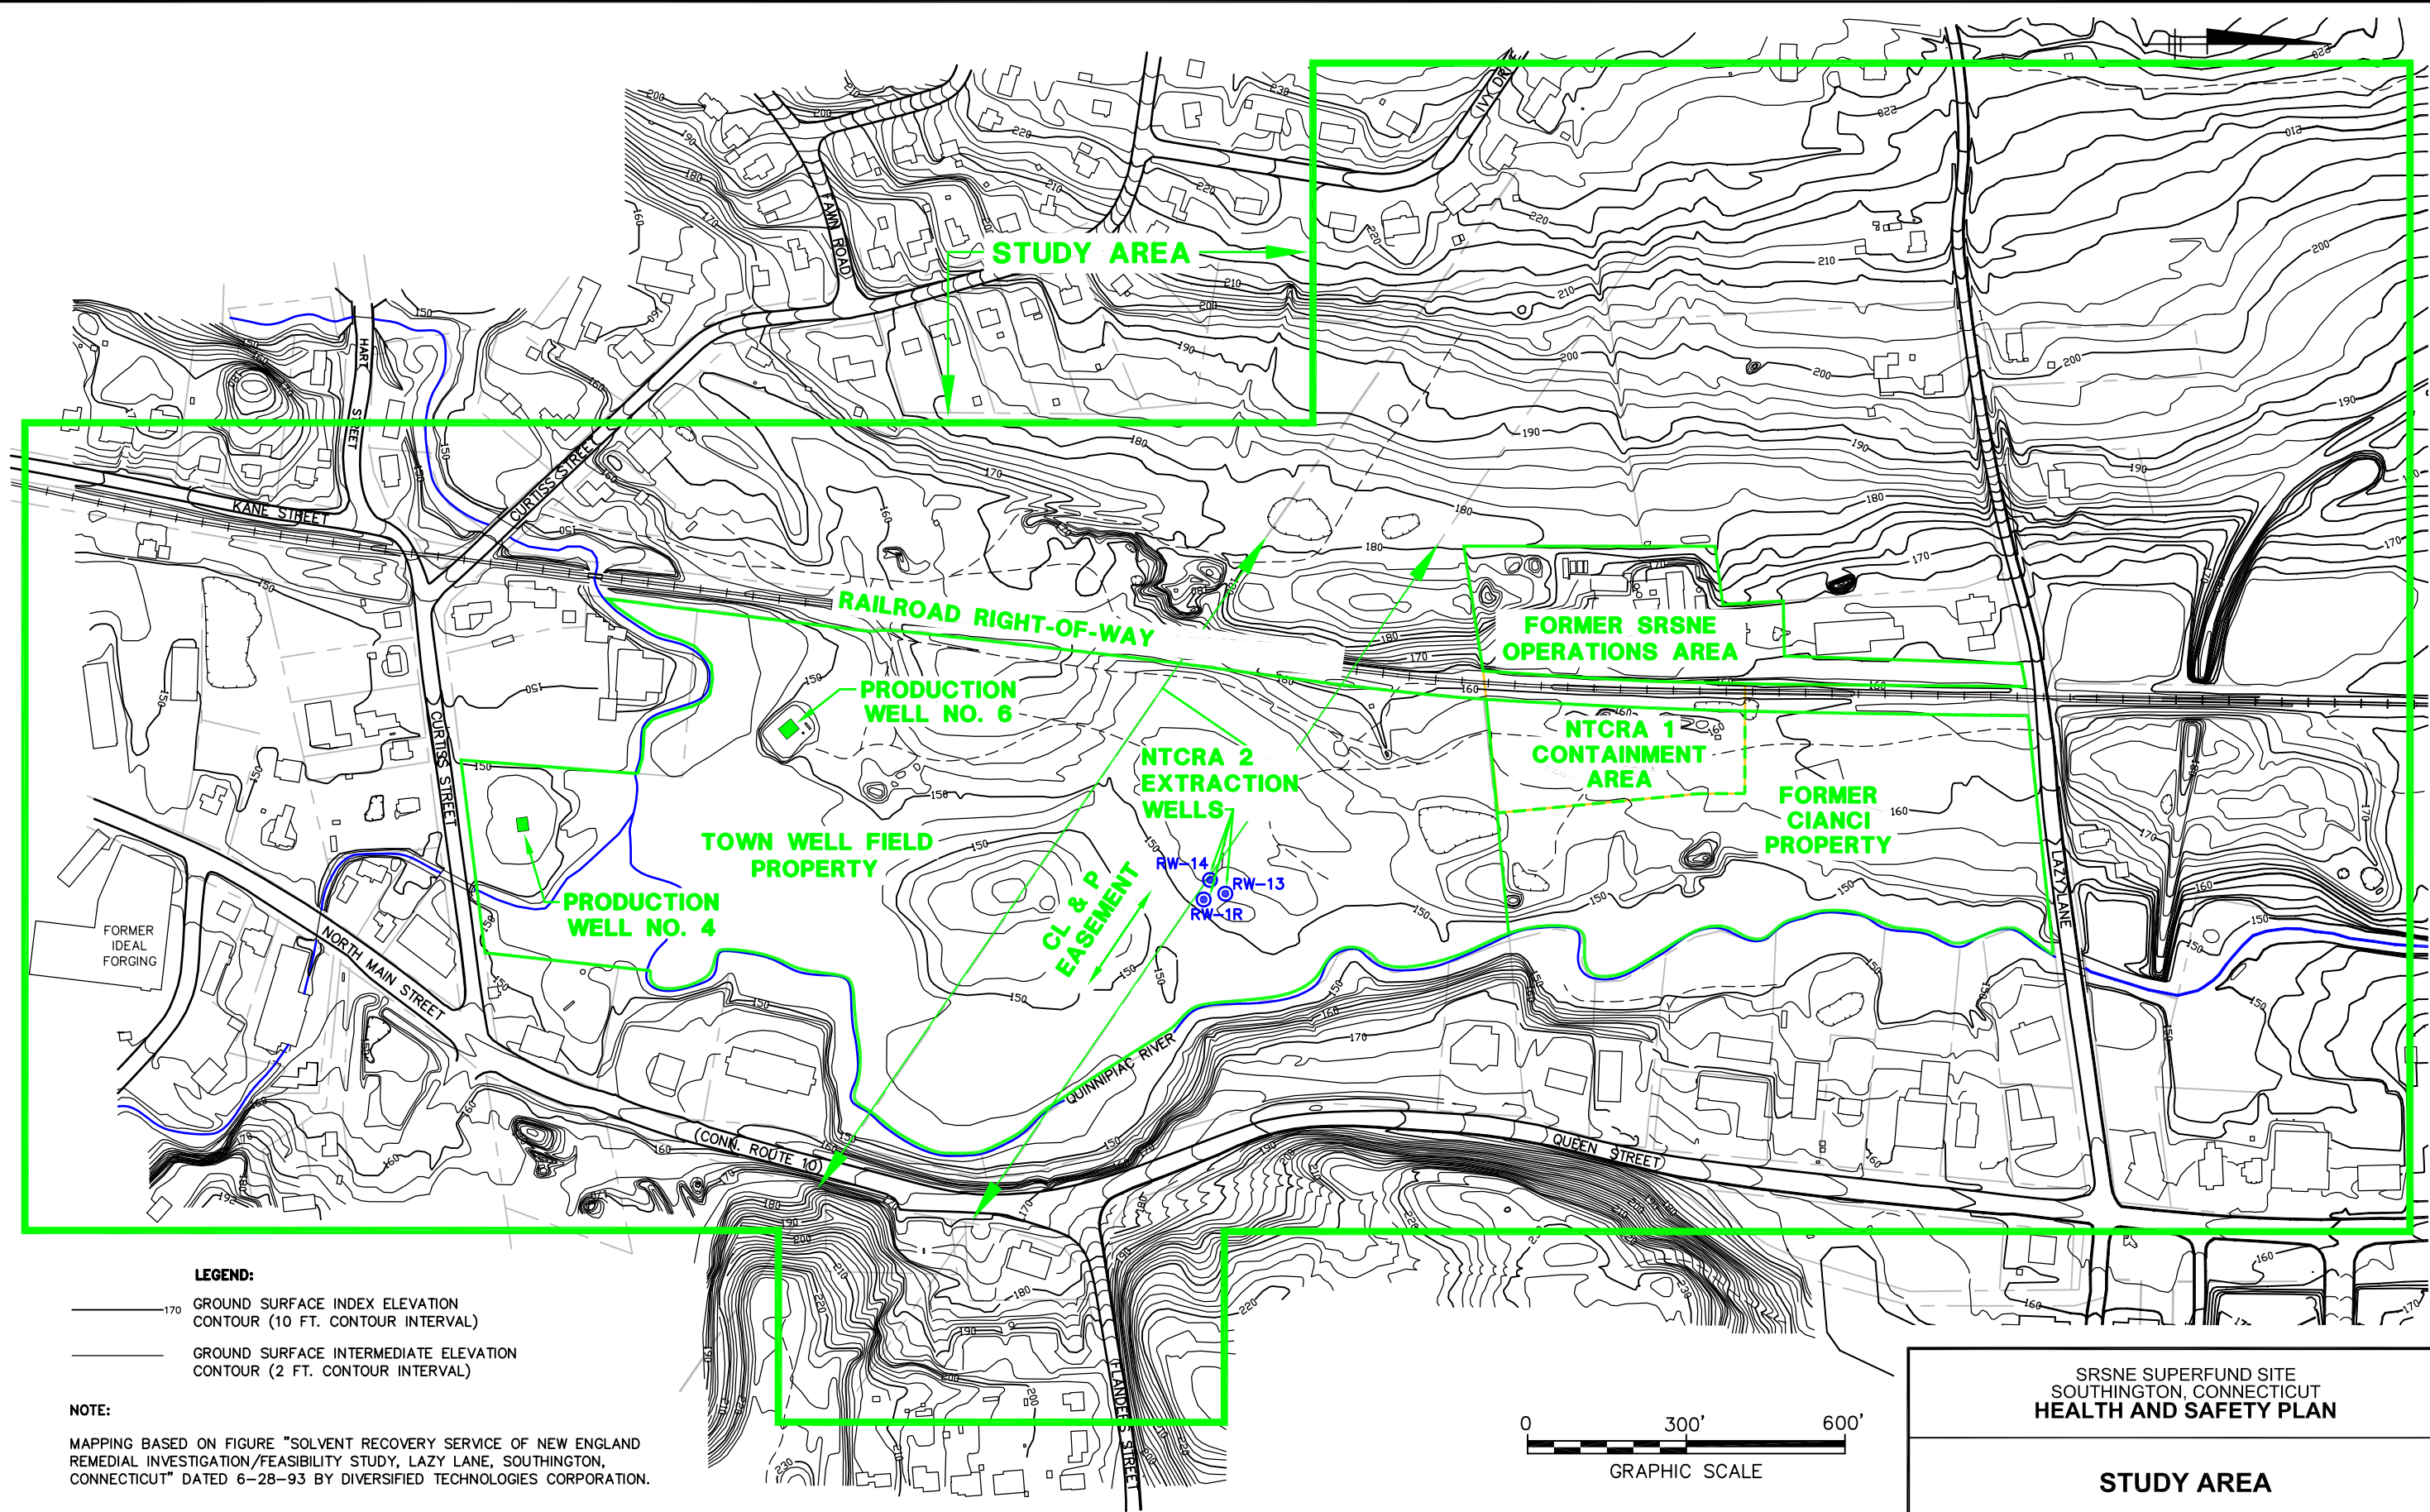 STUDY AREA
IVY DRIVE
FAWN ROAD
HART
STREET
KANE STREET
CURTISS STREET
RAILROAD RIGHT-OF-WAY
FORMER SRSNE
OPERATIONS AREA
PRODUCTION
WELL NO. 6
NTCRA 1
CONTAINMENT
AREA
NTCRA 2
EXTRACTION
WELLS
FORMER
CIANCI
PROPERTY
TOWN WELL FIELD
PROPERTY
CL & P
EASEMENT
RW-14
RW-13
RW-1R
PRODUCTION
WELL NO. 4
CURTISS STREET
LAZY LANE
FORMER
IDEAL
FORGING
NORTH MAIN STREET
QUINNIPIAC RIVER
(CONN. ROUTE 10)
QUEEN STREET
FLANDERS STREET
LEGEND:
170
GROUND SURFACE INDEX ELEVATION
CONTOUR (10 FT. CONTOUR INTERVAL)
GROUND SURFACE INTERMEDIATE ELEVATION
CONTOUR (2 FT. CONTOUR INTERVAL)
NOTE:
MAPPING BASED ON FIGURE "SOLVENT RECOVERY SERVICE OF NEW ENGLAND
REMEDIAL INVESTIGATION/FEASIBILITY STUDY, LAZY LANE, SOUTHINGTON,
CONNECTICUT" DATED 6-28-93 BY DIVERSIFIED TECHNOLOGIES CORPORATION.
0 300' 600'
GRAPHIC SCALE
SRSNE SUPERFUND SITE
SOUTHINGTON, CONNECTICUT
HEALTH AND SAFETY PLAN
STUDY AREA